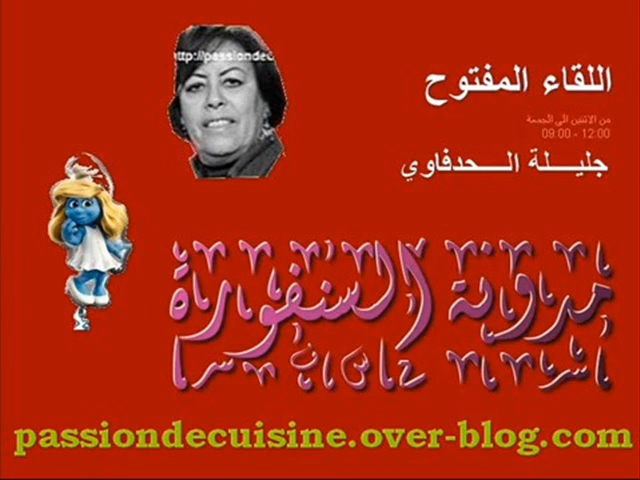 http://passiondecu
اللقاء المفتوح
من الاثنين الى الجمعة
09:00 - 12:00
جليلة الحدفاوي
مدونة السنفورة
passiondecuisine.over-blog.com